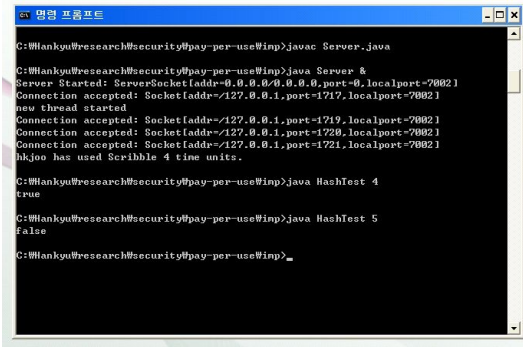 명령 프롬프트
C:₩Hankyu₩research₩security₩pay-per-use₩imp>javac Server.java
C:₩Hankyu₩research₩security₩pay-per-use₩imp>java Server &
Server Started: ServerSocket[addr=0.0.0.0/0.0.0.0,port=0,localport=7002]
Connection accepted: Socket[addr=/127.0.0.1,port=1717,localport=7002]
new thread started
Connection accepted: Socket[addr=/127.0.0.1,port=1719,localport=7002]
Connection accepted: Socket[addr=/127.0.0.1,port=1720,localport=7002]
Connection accepted: Socket[addr=/127.0.0.1,port=1721,localport=7002]
hkjoo has used Scribble 4 time units.
C:₩Hankyu₩research₩security₩pay-per-use₩imp>java HashTest 4
true
C:₩Hankyu₩research₩security₩pay-per-use₩imp>java HashTest 5
false
C:₩Hankyu₩research₩security₩pay-per-use₩imp>_